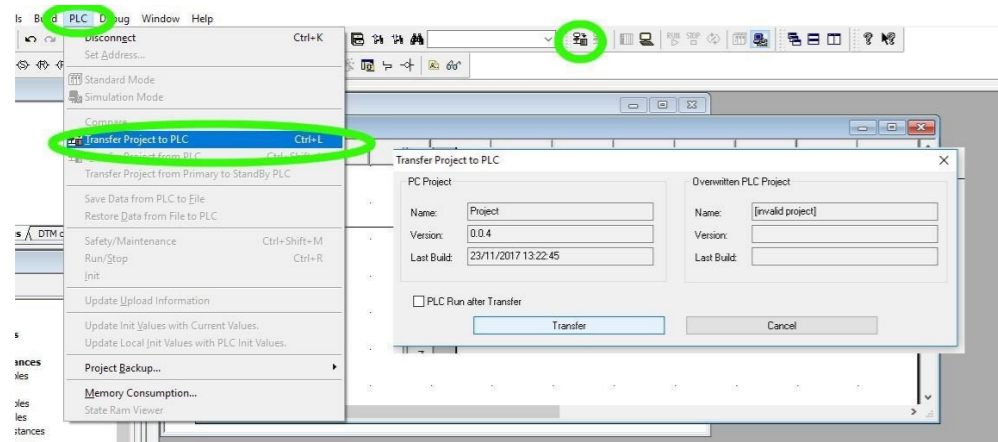 ls Build PLC Debug Window Help
Disconnect Ctrl+K
Set Address...
Standard Mode
Simulation Mode
Compare...
Transfer Project to PLC Ctrl+L
Project from PLC
Transfer Project from Primary to StandBy PLC
Save Data from PLC to File
Restore Data from File to PLC
Safety/Maintenance Ctrl+Shift+M
Run/Stop Ctrl+R
Init
Update Upload Information
Update Init Values with Current Values.
Update Local Init Values with PLC Init Values.
Project Backup...
Memory Consumption...
State Ram Viewer
s DTM
s
ances
bles
bles
les
stances
Transfer Project to PLC
PC Project
Name: Project
Version: 0.0.4
Last Build: 23/11/2017 13:22:45
Overwritten PLC Project
Name: [invalid project]
Version:
Last Build:
PLC Run after Transfer
Transfer Cancel